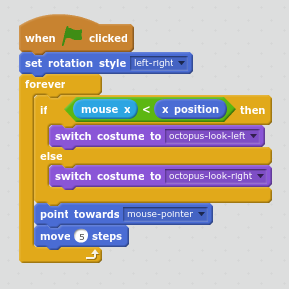 when clicked
set rotation style left-right
forever
if mouse x < x position then
switch costume to octopus-look-left
else
switch costume to octopus-look-right
point towards mouse-pointer
move 5 steps